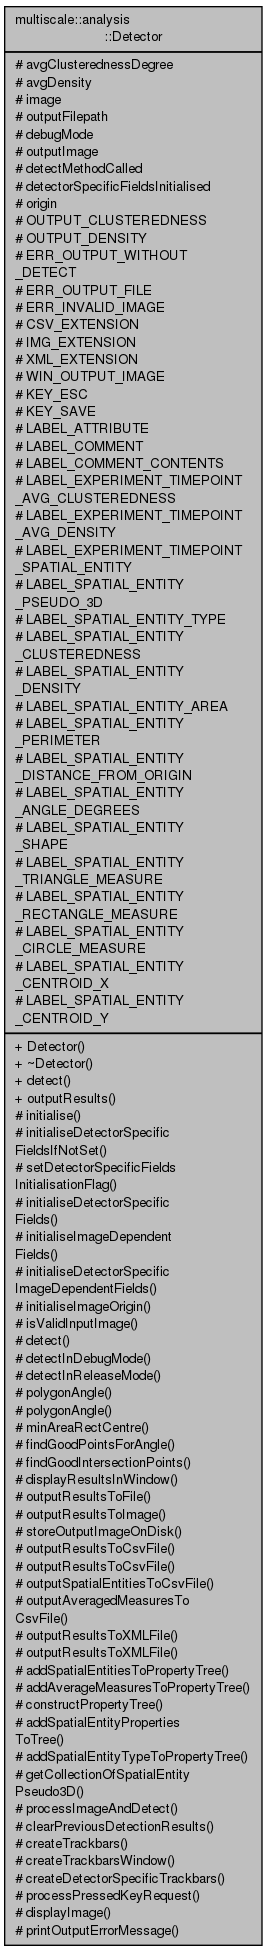 multiscale::analysis
::Detector
# avgClusterednessDegree
# avgDensity
# image
# outputFilepath
# debugMode
# outputImage
# detectMethodCalled
# detectorSpecificFieldsInitialised
# origin
# OUTPUT_CLUSTEREDNESS
# OUTPUT_DENSITY
# ERR_OUTPUT_WITHOUT
_DETECT
# ERR_OUTPUT_FILE
# ERR_INVALID_IMAGE
# CSV_EXTENSION
# IMG_EXTENSION
# XML_EXTENSION
# WIN_OUTPUT_IMAGE
# KEY_ESC
# KEY_SAVE
# LABEL_ATTRIBUTE
# LABEL_COMMENT
# LABEL_COMMENT_CONTENTS
# LABEL_EXPERIMENT_TIMEPOINT
_AVG_CLUSTEREDNESS
# LABEL_EXPERIMENT_TIMEPOINT
_AVG_DENSITY
# LABEL_EXPERIMENT_TIMEPOINT
_SPATIAL_ENTITY
# LABEL_SPATIAL_ENTITY
_PSEUDO_3D
# LABEL_SPATIAL_ENTITY_TYPE
# LABEL_SPATIAL_ENTITY
_CLUSTEREDNESS
# LABEL_SPATIAL_ENTITY
_DENSITY
# LABEL_SPATIAL_ENTITY_AREA
# LABEL_SPATIAL_ENTITY
_PERIMETER
# LABEL_SPATIAL_ENTITY
_DISTANCE_FROM_ORIGIN
# LABEL_SPATIAL_ENTITY
_ANGLE_DEGREES
# LABEL_SPATIAL_ENTITY
_SHAPE
# LABEL_SPATIAL_ENTITY
_TRIANGLE_MEASURE
# LABEL_SPATIAL_ENTITY
_RECTANGLE_MEASURE
# LABEL_SPATIAL_ENTITY
_CIRCLE_MEASURE
# LABEL_SPATIAL_ENTITY
_CENTROID_X
# LABEL_SPATIAL_ENTITY
_CENTROID_Y
+ Detector()
+ ~Detector()
+ detect()
+ outputResults()
# initialise()
# initialiseDetectorSpecific
FieldsIfNotSet()
# setDetectorSpecificFields
InitialisationFlag()
# initialiseDetectorSpecific
Fields()
# initialiseImageDependent
Fields()
# initialiseDetectorSpecific
ImageDependentFields()
# initialiseImageOrigin()
# isValidInputImage()
# detect()
# detectInDebugMode()
# detectInReleaseMode()
# polygonAngle()
# polygonAngle()
# minAreaRectCentre()
# findGoodPointsForAngle()
# findGoodIntersectionPoints()
# displayResultsInWindow()
# outputResultsToFile()
# outputResultsToImage()
# storeOutputImageOnDisk()
# outputResultsToCsvFile()
# outputResultsToCsvFile()
# outputSpatialEntitiesToCsvFile()
# outputAveragedMeasuresTo
CsvFile()
# outputResultsToXMLFile()
# outputResultsToXMLFile()
# addSpatialEntitiesToPropertyTree()
# addAverageMeasuresToPropertyTree()
# constructPropertyTree()
# addSpatialEntityProperties
ToTree()
# addSpatialEntityTypeToPropertyTree()
# getCollectionOfSpatialEntity
Pseudo3D()
# processImageAndDetect()
# clearPreviousDetectionResults()
# createTrackbars()
# createTrackbarsWindow()
# createDetectorSpecificTrackbars()
# processPressedKeyRequest()
# displayImage()
# printOutputErrorMessage()